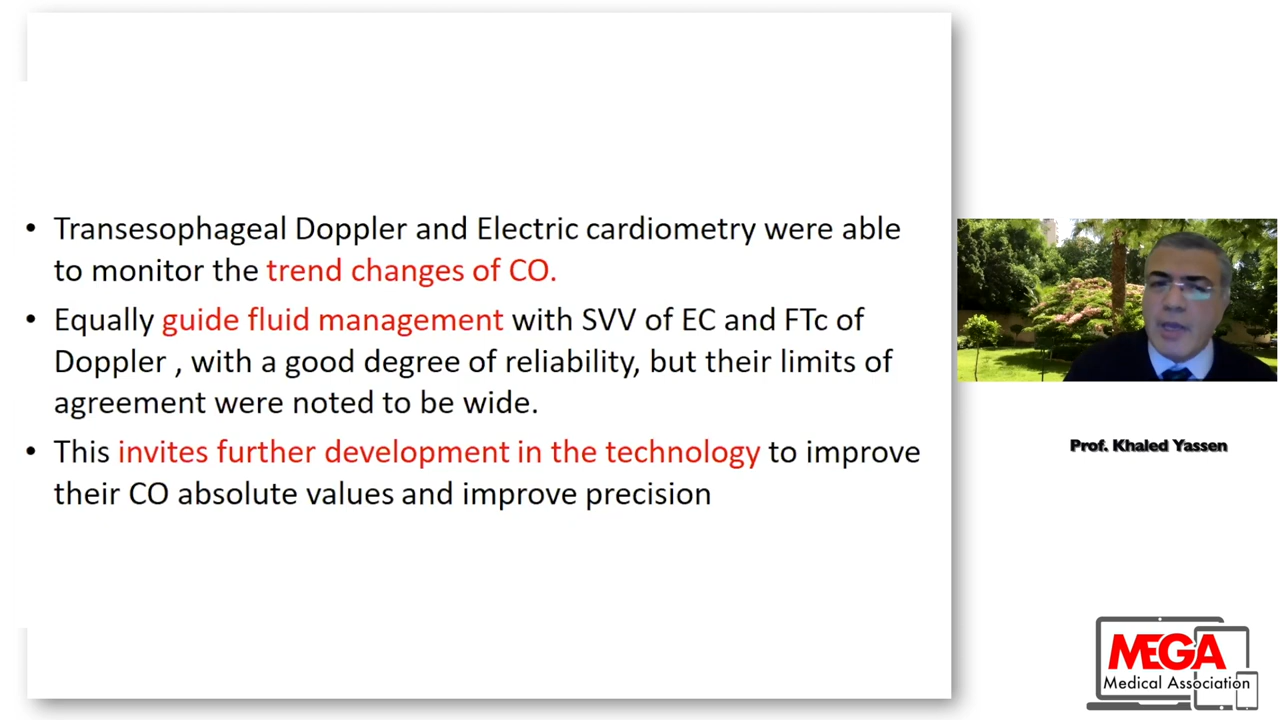 • Transesophageal Doppler and Electric cardiometry were able
to monitor the trend changes of CO.
• Equally guide fluid management with SVV of EC and FTc of
Doppler , with a good degree of reliability, but their limits of
agreement were noted to be wide.
• This invites further development in the technology to improve
their CO absolute values and improve precision
Prof. Khaled Yassen
MEGA
Medical Association